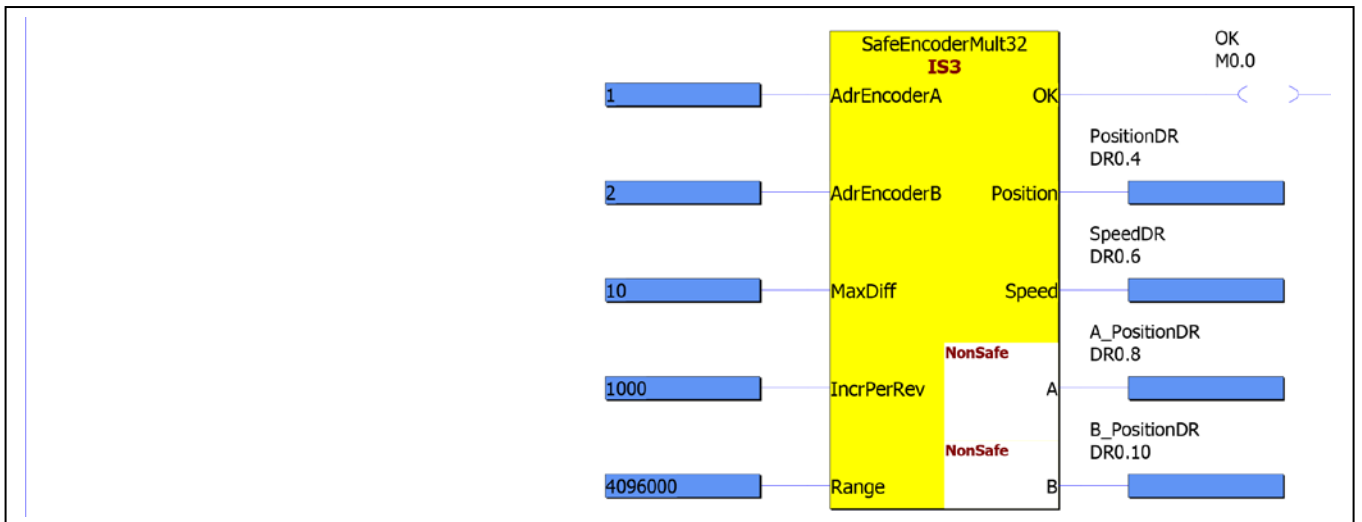 SafeEncoderMult32
IS3
OK
M0.0
1
AdrEncoderA
OK
PositionDR
DR0.4
2
AdrEncoderB
Position
SpeedDR
DR0.6
10
MaxDiff
Speed
A_PositionDR
NonSafe
DR0.8
1000
IncrPerRev
A
B_PositionDR
NonSafe
DR0.10
4096000
Range
B